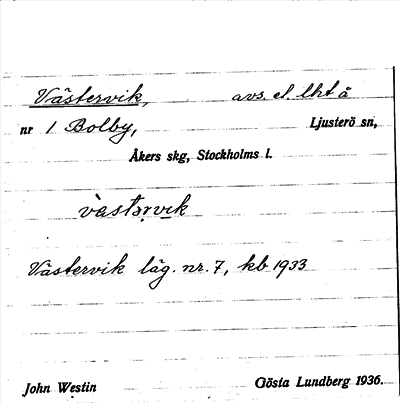 Västervik, avs. el. lht å
nr 1 Bolby, Ljusterö sn,
Åkers skg, Stockholms l.
vàstərvɩk
Västervik läg. nr. 7, kb 1933
John Westin Gösta Lundberg 1936.